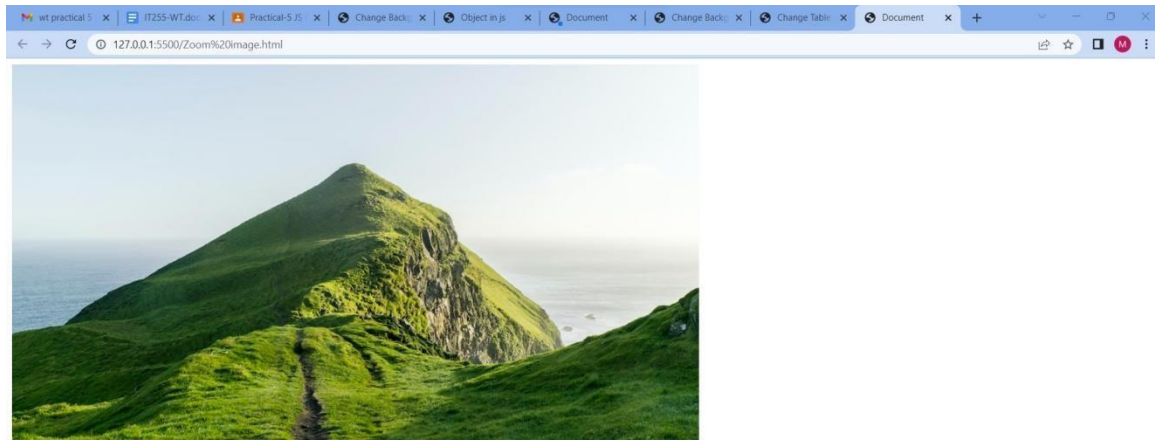 wt practical 5
IT255-WT.doc
Practical-5 JS
Change Backg
Object in js
Document
Change Backg
Change Table
Document
127.0.0.1:5500/Zoom%20image.html
M